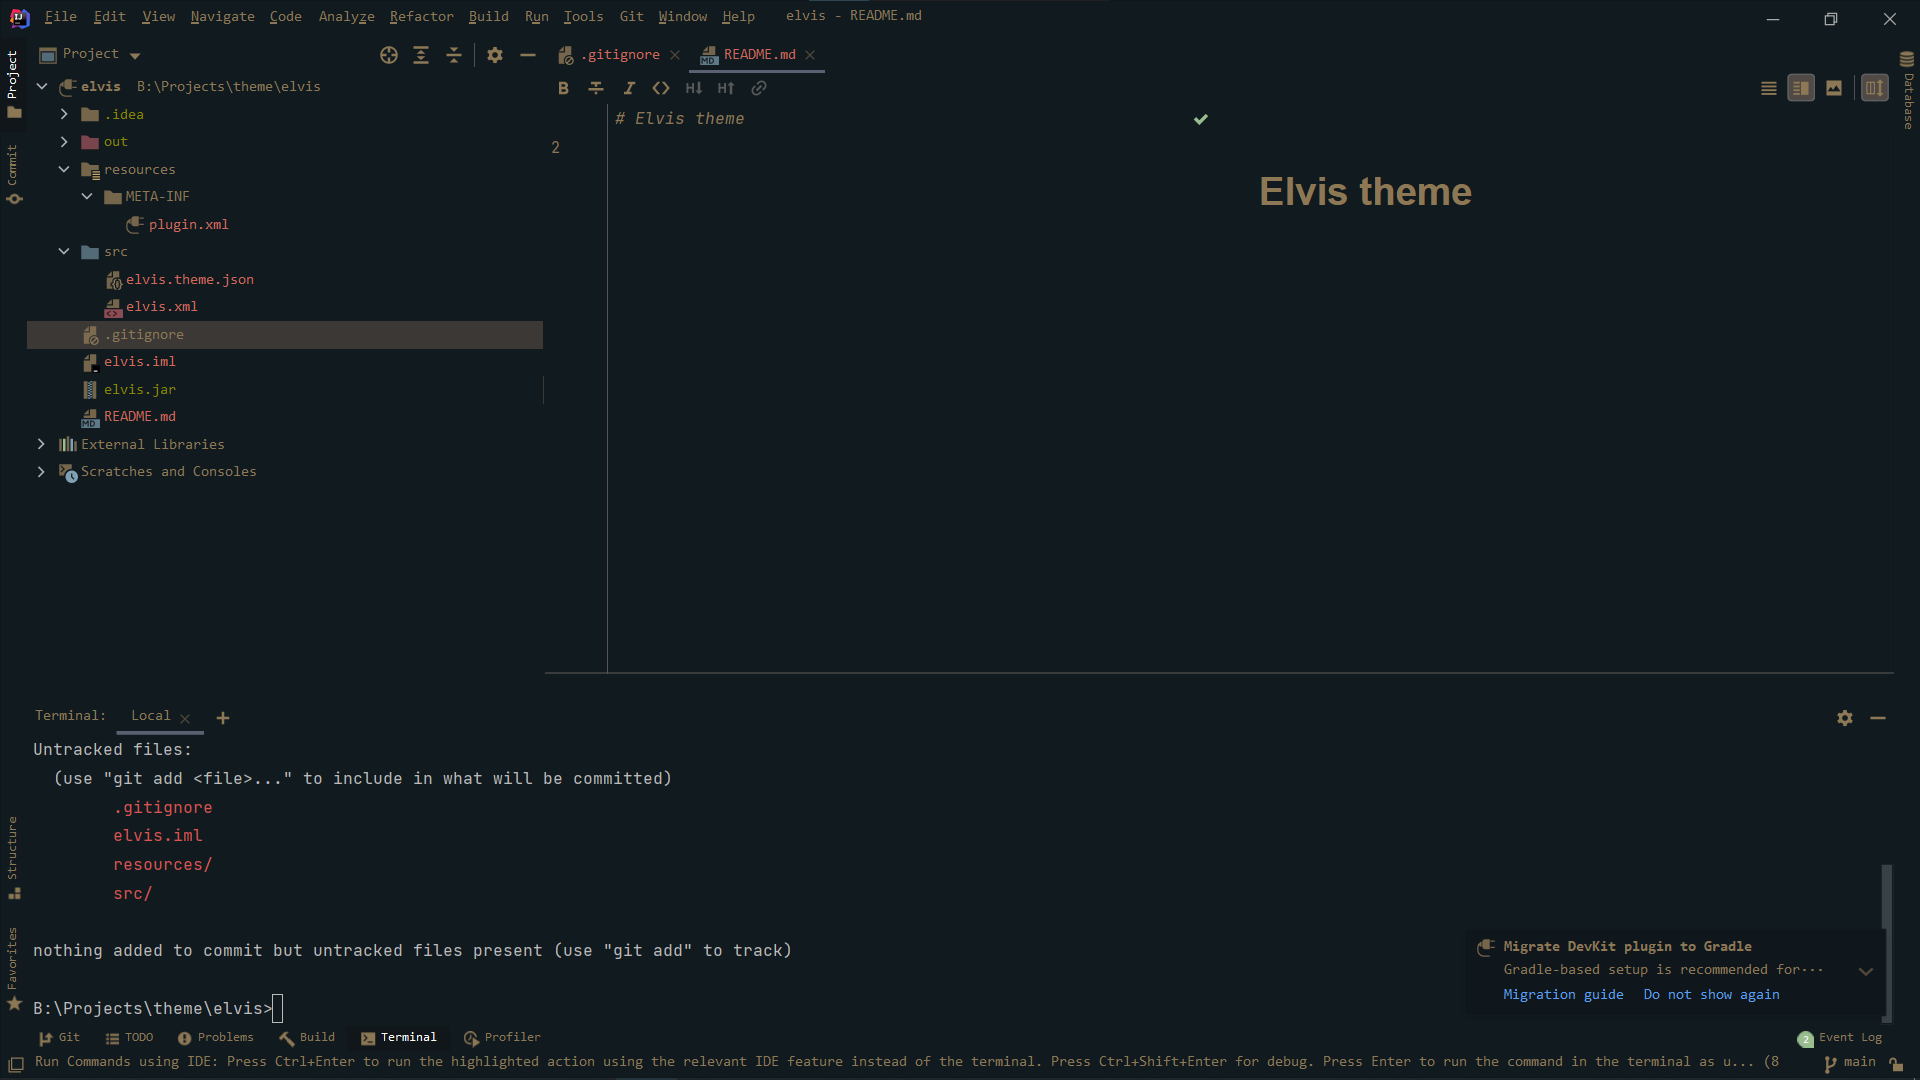 File Edit View Navigate Code Analyze Refactor Build Run Tools Git Window Help elvis - README.md
Project
.gitignore README.md
elvis B:\Projects\theme\elvis
.idea
out
resources
META-INF
plugin.xml
src
elvis.theme.json
elvis.xml
.gitignore
elvis.iml
elvis.jar
README.md
External Libraries
Scratches and Consoles
Project
Commit
Structure
Favorites
B I <> H↓ H↑
# Elvis theme
2
Elvis theme
Database
Terminal: Local +
Untracked files:
(use "git add <file>..." to include in what will be committed)
.gitignore
elvis.iml
resources/
src/
nothing added to commit but untracked files present (use "git add" to track)
B:\Projects\theme\elvis>
Migrate DevKit plugin to Gradle
Gradle-based setup is recommended for···
Migration guide Do not show again
Git TODO Problems Build Terminal Profiler 2 Event Log
Run Commands using IDE: Press Ctrl+Enter to run the highlighted action using the relevant IDE feature instead of the terminal. Press Ctrl+Shift+Enter for debug. Press Enter to run the command in the terminal as u... (8 main